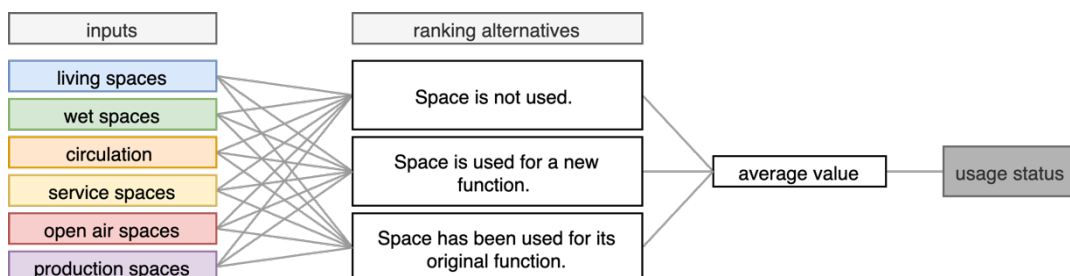 inputs
ranking alternatives
living spaces
wet spaces
circulation
service spaces
open air spaces
production spaces
Space is not used.
Space is used for a new
function.
Space has been used for its
original function.
average value
usage status